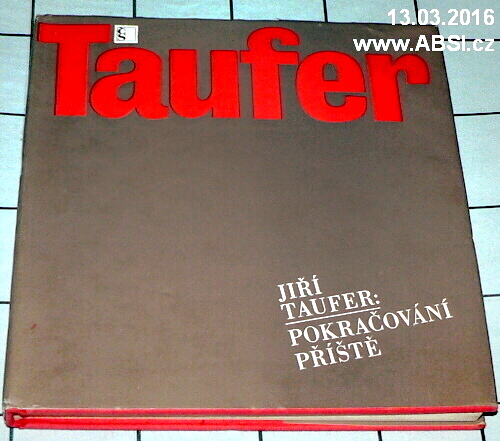 13.03.2016
www.ABSI.cz
Taufer
JIŘÍ
TAUFER:
POKRAČOVÁNÍ
PŘÍŠTĚ